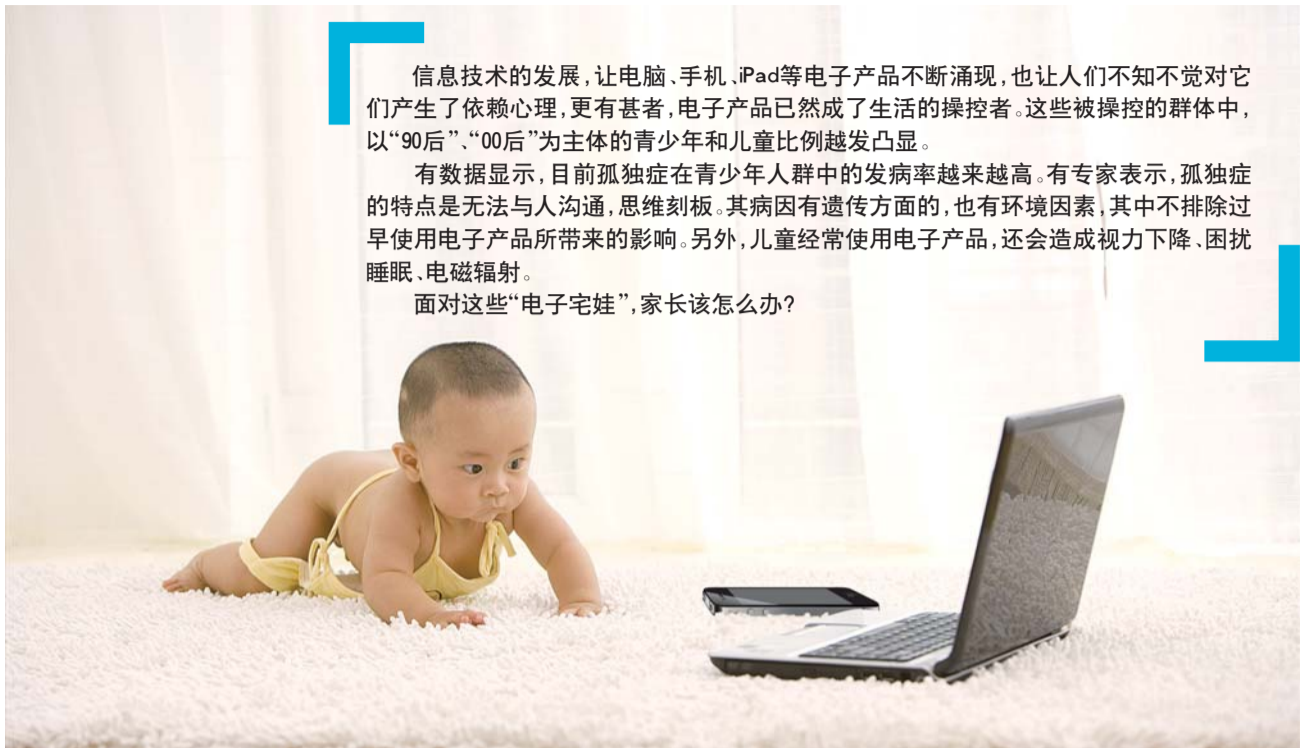 信息技术的发展,让电脑、手机、iPad等电子产品不断涌现,也让人们不知不觉对它
们产生了依赖心理,更有甚者,电子产品已然成了生活的操控者。这些被操控的群体中,
以“90后”、“00后”为主体的青少年和儿童比例越发凸显。
有数据显示,目前孤独症在青少年人群中的发病率越来越高。有专家表示,孤独症
的特点是无法与人沟通,思维刻板。其病因有遗传方面的,也有环境因素,其中不排除过
早使用电子产品所带来的影响。另外,儿童经常使用电子产品,还会造成视力下降、困扰
睡眠、电磁辐射。
面对这些“电子宅娃”,家长该怎么办?